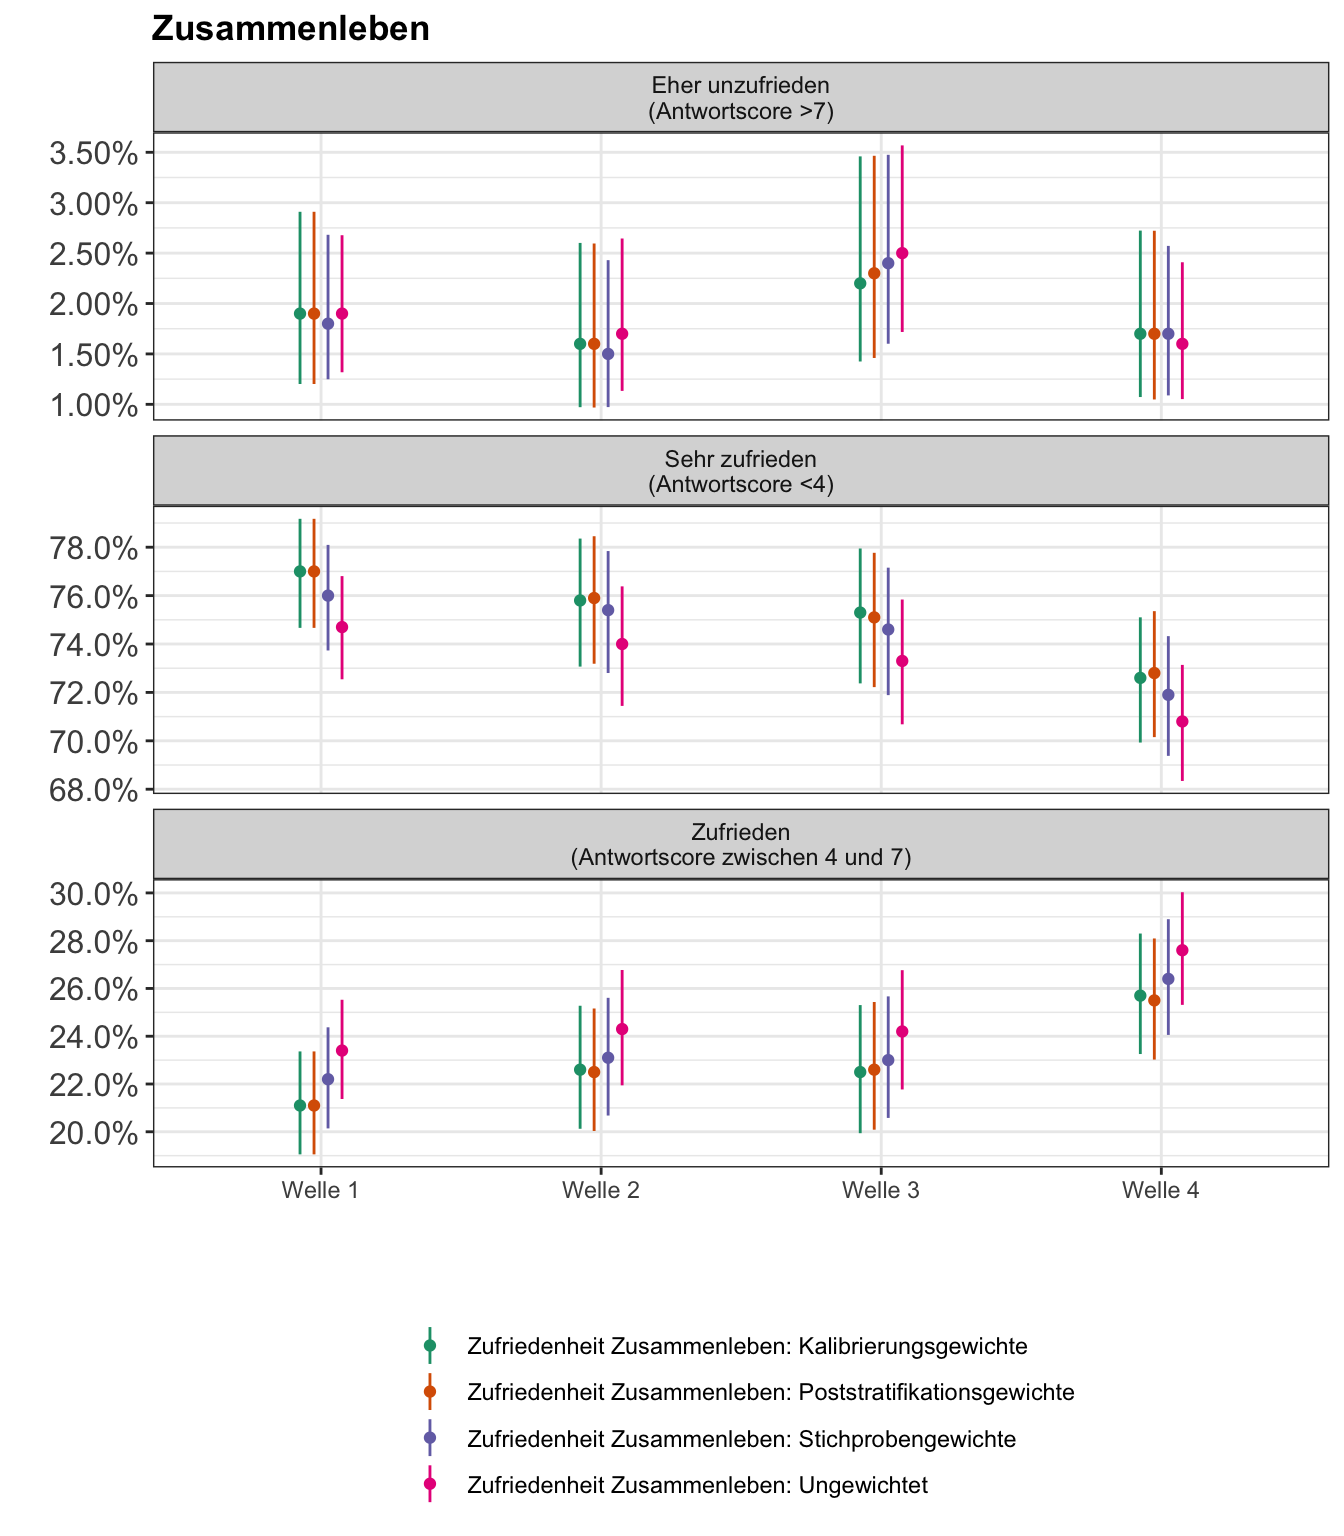 Zusammenleben
Eher unzufrieden
(Antwortscore >7)
3.50%
3.00%
2.50%
2.00%
1.50%
1.00%
Sehr zufrieden
(Antwortscore <4)
78.0%
76.0%
74.0%
72.0%
70.0%
68.0%
Zufrieden
(Antwortscore zwischen 4 und 7)
30.0%
28.0%
26.0%
24.0%
22.0%
20.0%
Welle 1 Welle 2 Welle 3 Welle 4
Zufriedenheit Zusammenleben: Kalibrierungsgewichte
Zufriedenheit Zusammenleben: Poststratifikationsgewichte
Zufriedenheit Zusammenleben: Stichprobengewichte
Zufriedenheit Zusammenleben: Ungewichtet